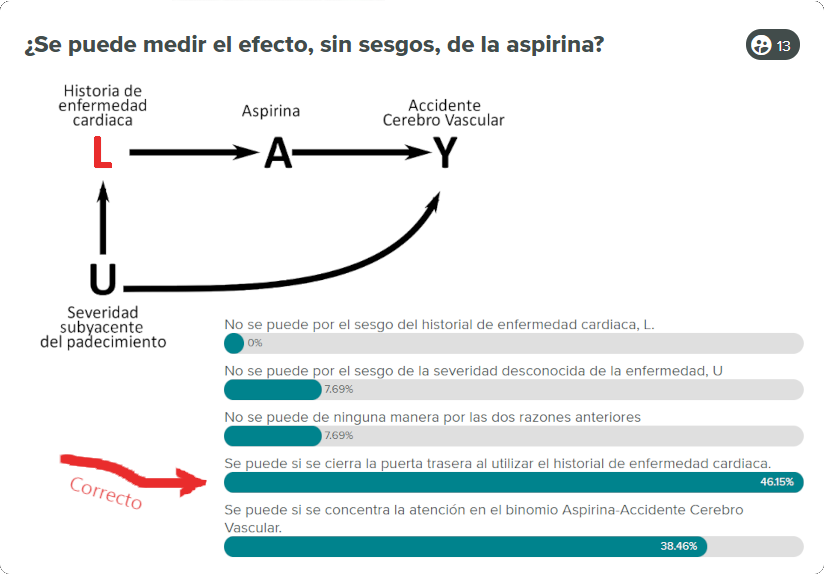 ¿Se puede medir el efecto, sin sesgos, de la aspirina?
13
Historia de
enfermedad
cardiaca
Aspirina
Accidente
Cerebro Vascular
L
A
Y
U
Severidad
subyacente
del padecimiento
No se puede por el sesgo del historial de enfermedad cardiaca, L.
0%
No se puede por el sesgo de la severidad desconocida de la enfermedad, U
7.69%
No se puede de ninguna manera por las dos razones anteriores
7.69%
Se puede si se cierra la puerta trasera al utilizar el historial de enfermedad cardiaca.
46.15%
Correcto
Se puede si se concentra la atención en el binomio Aspirina-Accidente Cerebro
Vascular.
38.46%